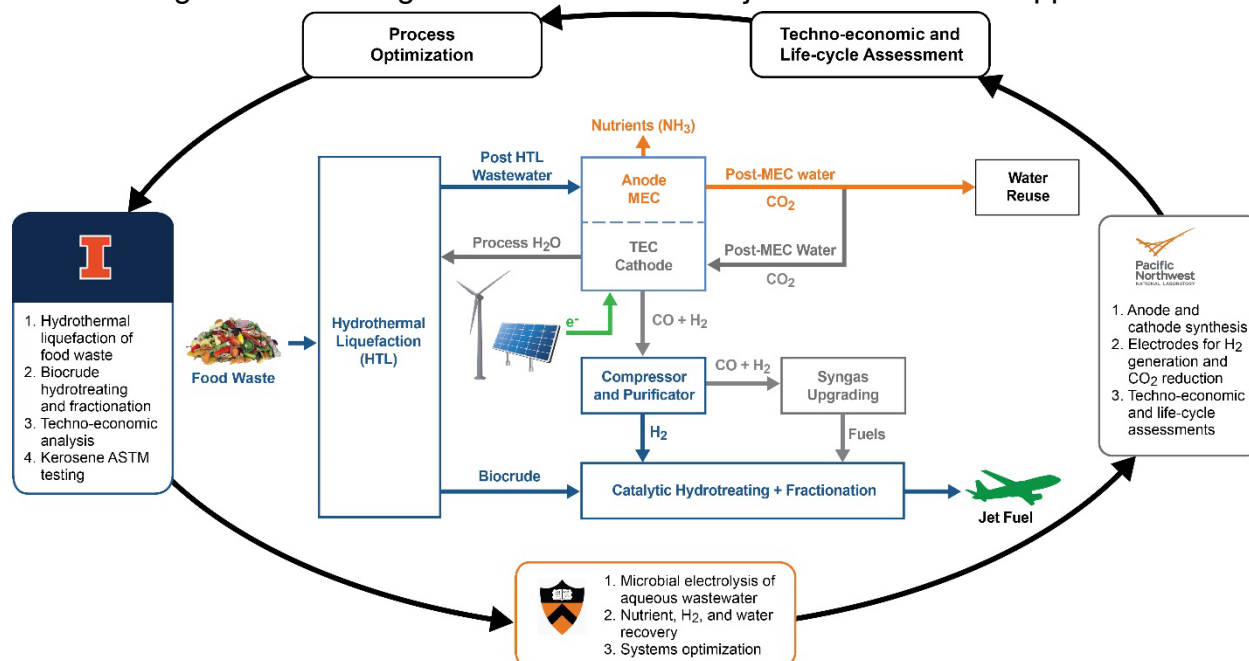 Process
Optimization
Techno-economic and
Life-cycle Assessment
Nutrients (NH3)
Post HTL
Wastewater
Anode
MEC
Post-MEC water
CO2
Water
Reuse
Process H2O
TEC
Cathode
Post-MEC Water
CO2
I
1. Hydrothermal
liquefaction of
food waste
2. Biocrude
hydrotreating
and fractionation
3. Techno-economic
analysis
4. Kerosene ASTM
testing
Food Waste
Hydrothermal
Liquefaction
(HTL)
e-
CO + H2
Compressor
and Purificator
CO + H2
Syngas
Upgrading
H2
Fuels
Biocrude
Catalytic Hydrotreating + Fractionation
Jet Fuel
Pacific
Northwest
NATIONAL LABORATORY
1. Anode and
cathode synthesis
2. Electrodes for H2
generation and
CO2 reduction
3. Techno-economic
and life-cycle
assessments
1. Microbial electrolysis of
aqueous wastewater
2. Nutrient, H2, and water
recovery
3. Systems optimization